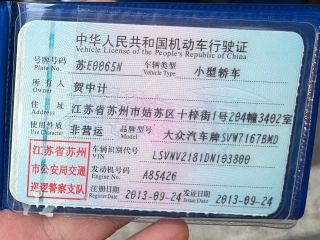 中华人民共和国机动车行驶证
Vehicle License of the People's Republic of China
号牌号码 苏E0065N 车辆类型 小型轿车
Plate No. Vehicle Type
所有人 贺中计
Owner
住址 江苏省苏州市姑苏区十梓街1号204幢3402室
Address
使用性质 非营运 品牌型号 大众汽车牌SVW7167BMD
Use Character Model
江苏省苏州
市公安局交通
巡逻警察支队
车辆识别代号 LSVNV2181DN103800
VIN
发动机号码 A85426
Engine No.
注册日期 2013-09-24 发证日期 2013-09-24
Register Date Issue Date